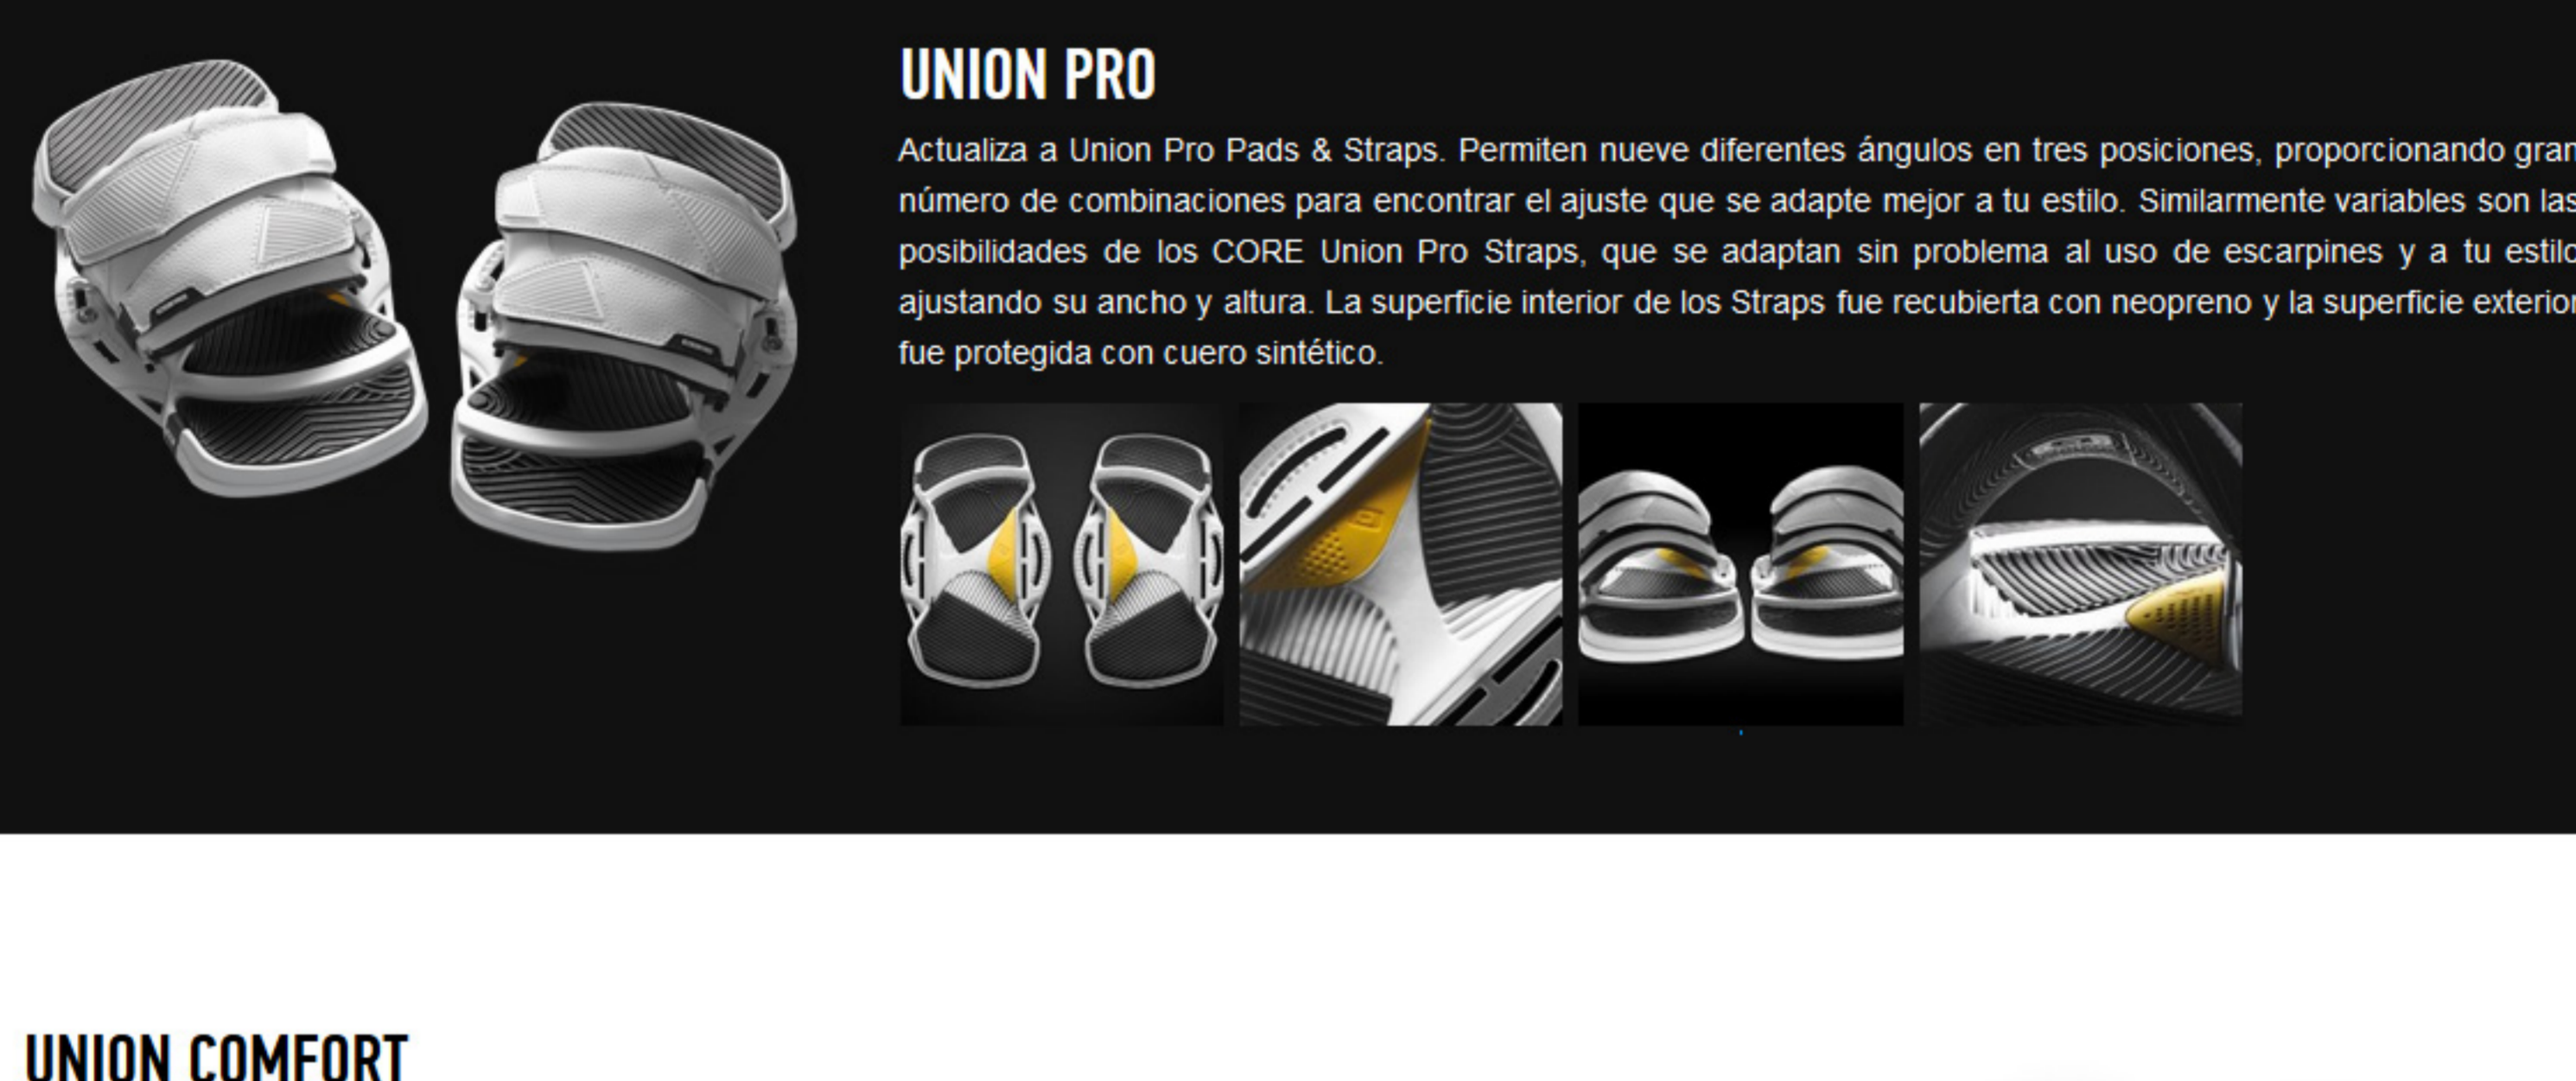 UNION PRO
Actualiza a Union Pro Pads & Straps. Permiten nueve diferentes ángulos en tres posiciones, proporcionando gran
número de combinaciones para encontrar el ajuste que se adapte mejor a tu estilo. Similarmente variables son las
posibilidades de los CORE Union Pro Straps, que se adaptan sin problema al uso de escarpines y a tu estilo
ajustando su ancho y altura. La superficie interior de los Straps fue recubierta con neopreno y la superficie exterior
fue protegida con cuero sintético.
UNION COMFORT